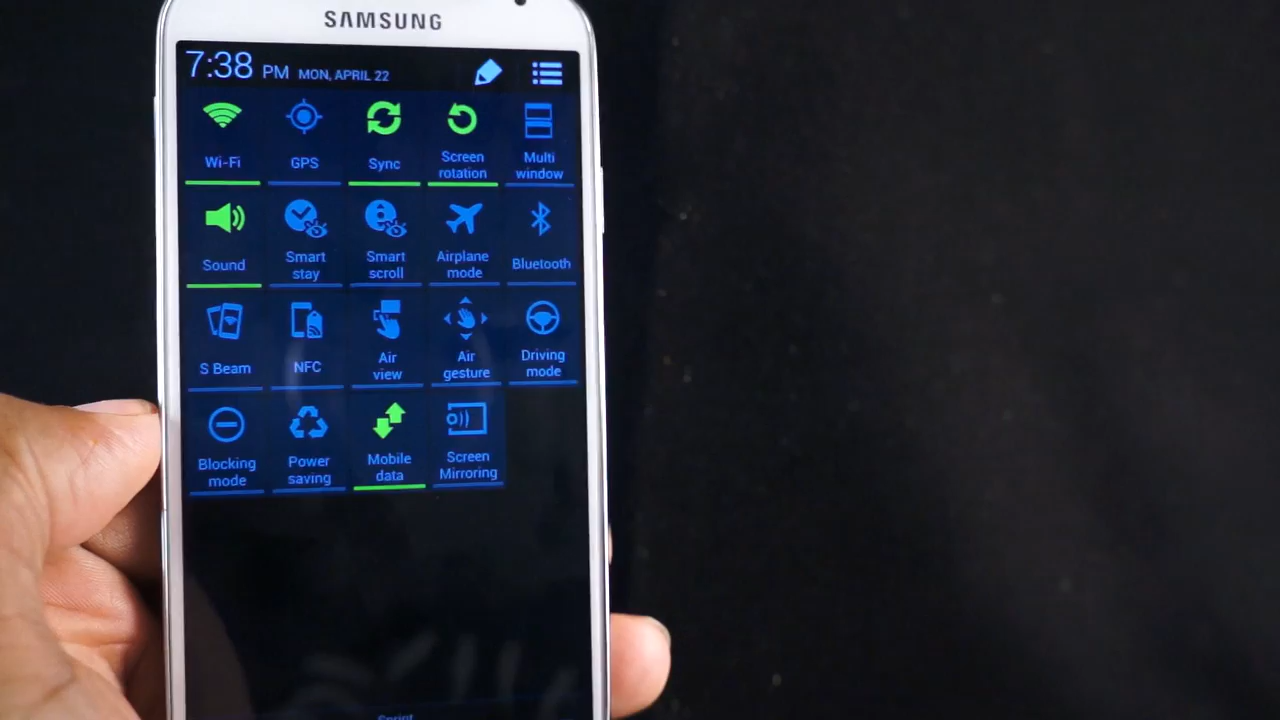 SAMSUNG
7:38 PM MON, APRIL 22
Wi-Fi
GPS
Sync
Screen
rotation
Multi
window
Sound
Smart
stay
Smart
scroll
Airplane
mode
Bluetooth
S Beam
NFC
Air
view
Air
gesture
Driving
mode
Blocking
mode
Power
saving
Mobile
data
Screen
Mirroring
Sprint